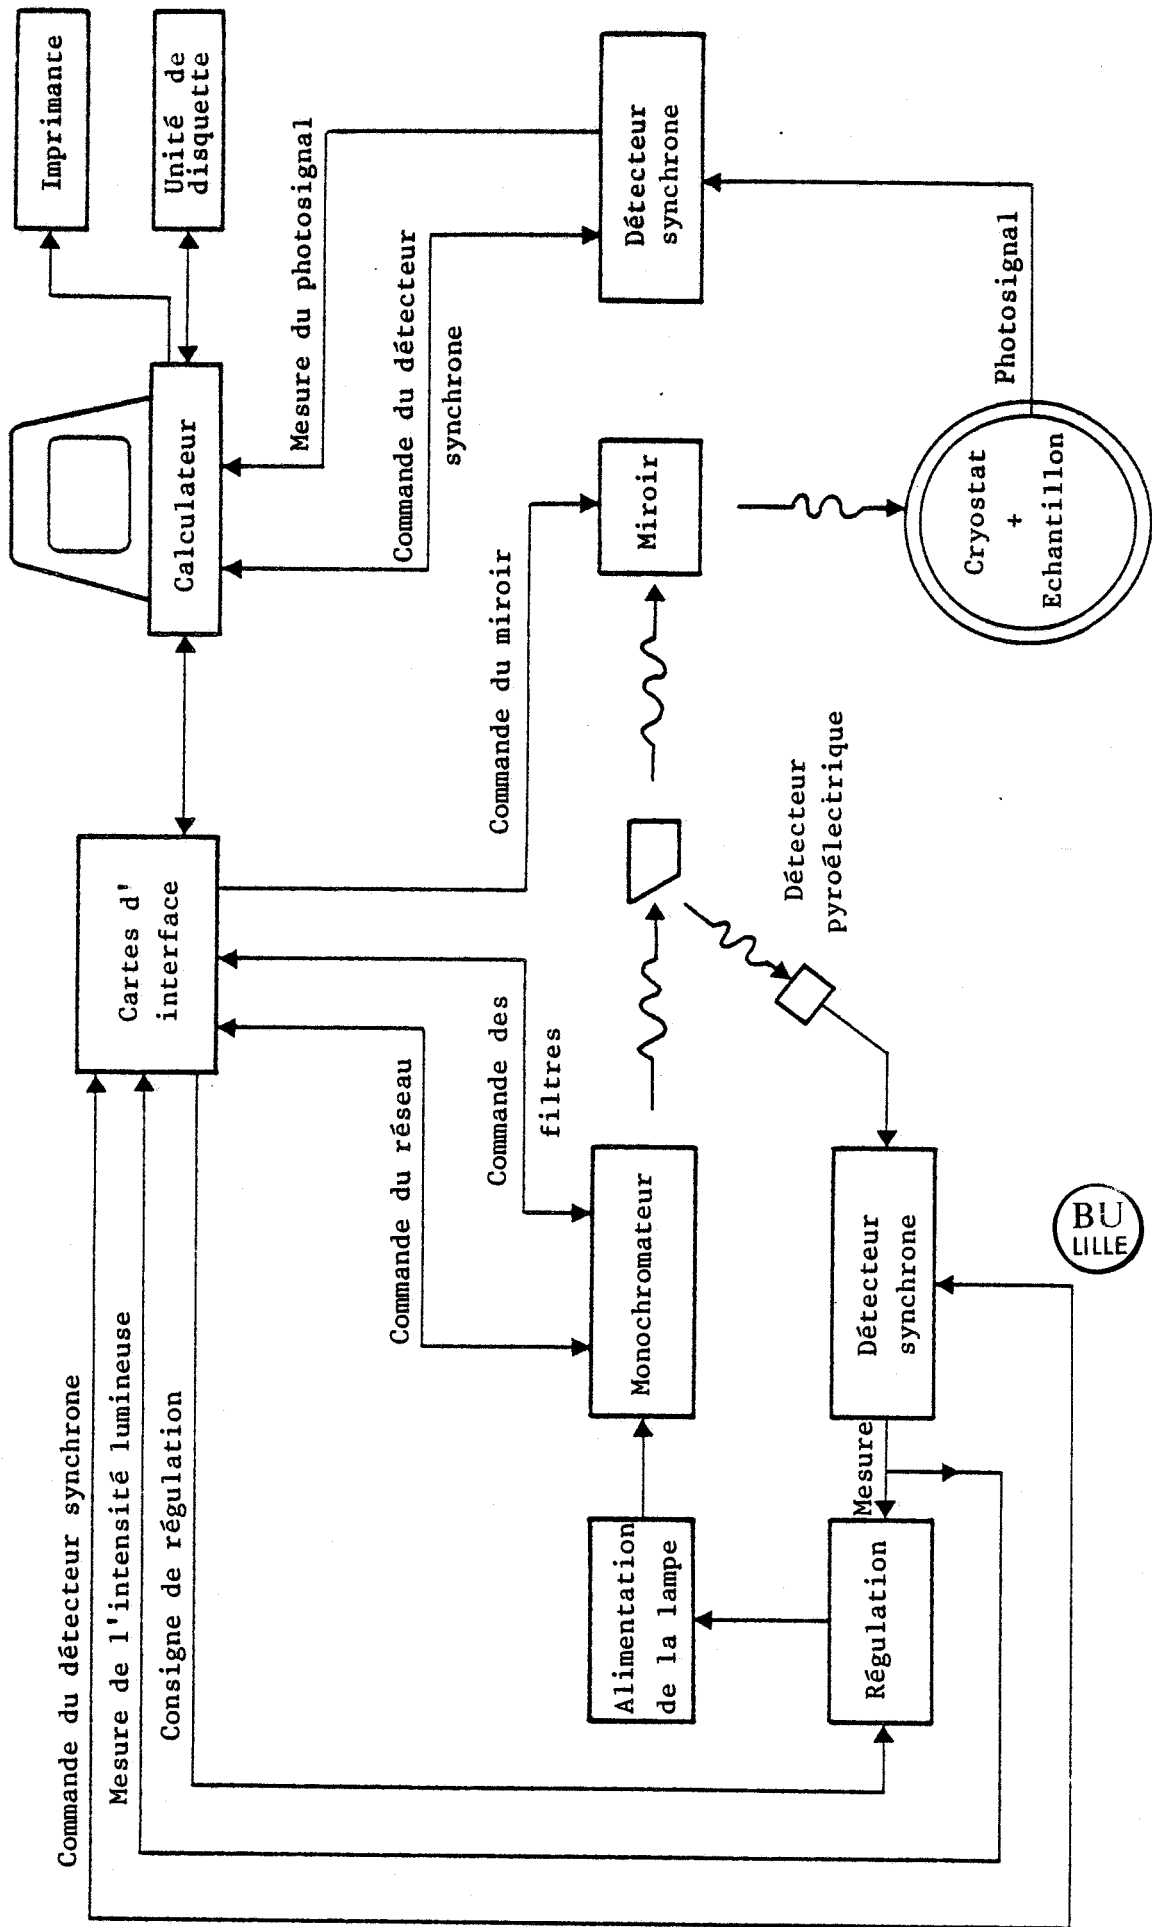 Imprimante
Unité de
disquette
Calculateur
Mesure du photosignal
Commande du détecteur
synchrone
Détecteur
synchrone
Photosignal
Cartes d'
interface
Commande du miroir
Miroir
Cryostat
+
Echantillon
Commande du réseau
Commande des
filtres
Détecteur
pyroélectrique
Monochromateur
Détecteur
synchrone
Mesure
Alimentation
de la lampe
Régulation
Commande du détecteur synchrone
Mesure de l'intensité lumineuse
Consigne de régulation
BU
LILLE